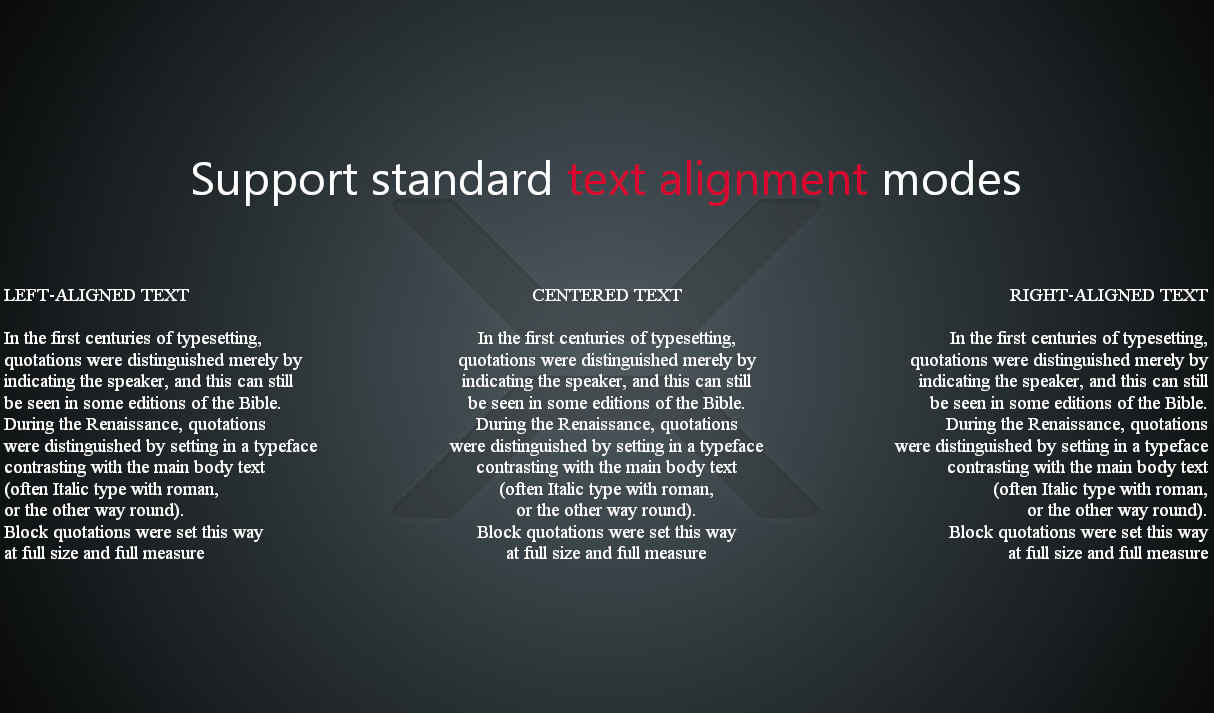 Support standard text alignment modes
LEFT-ALIGNED TEXT
In the first centuries of typesetting,
quotations were distinguished merely by
indicating the speaker, and this can still
be seen in some editions of the Bible.
During the Renaissance, quotations
were distinguished by setting in a typeface
contrasting with the main body text
(often Italic type with roman,
or the other way round).
Block quotations were set this way
at full size and full measure
CENTERED TEXT
In the first centuries of typesetting,
quotations were distinguished merely by
indicating the speaker, and this can still
be seen in some editions of the Bible.
During the Renaissance, quotations
were distinguished by setting in a typeface
contrasting with the main body text
(often Italic type with roman,
or the other way round).
Block quotations were set this way
at full size and full measure
RIGHT-ALIGNED TEXT
In the first centuries of typesetting,
quotations were distinguished merely by
indicating the speaker, and this can still
be seen in some editions of the Bible.
During the Renaissance, quotations
were distinguished by setting in a typeface
contrasting with the main body text
(often Italic type with roman,
or the other way round).
Block quotations were set this way
at full size and full measure